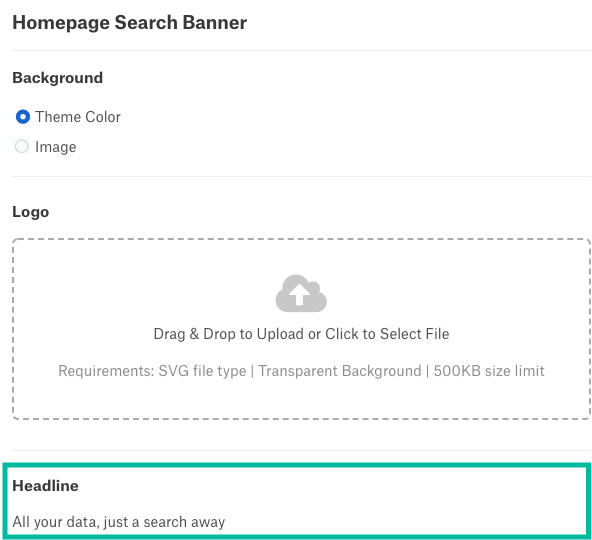 Homepage Search Banner
Background
Theme Color
Image
Logo
Drag & Drop to Upload or Click to Select File
Requirements: SVG file type | Transparent Background | 500KB size limit
Headline
All your data, just a search away